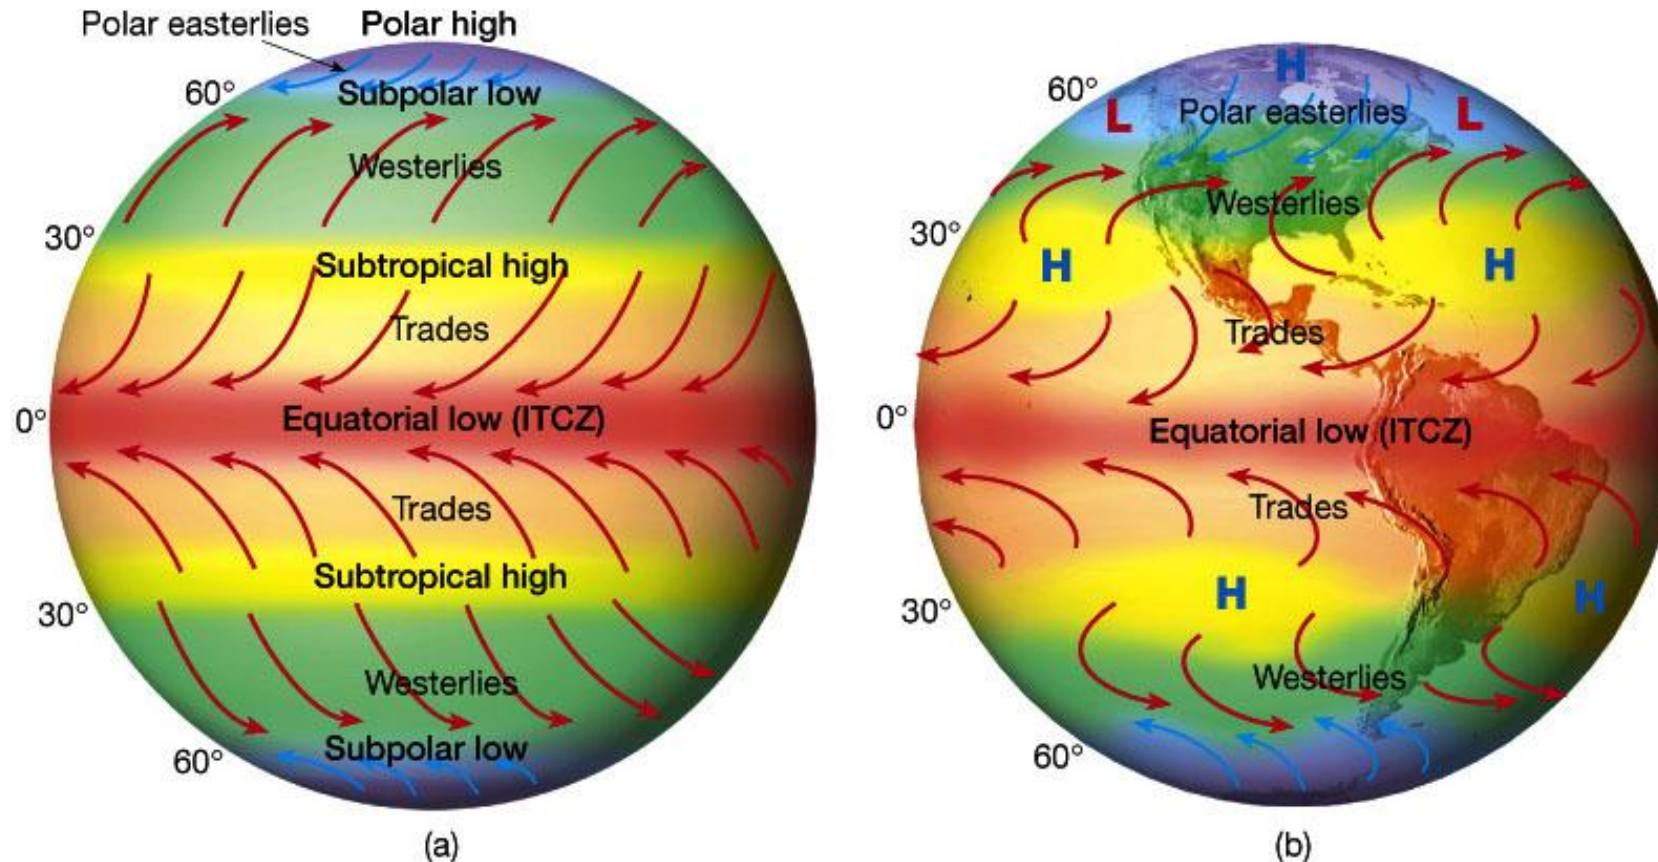 Polar easterlies
Polar high
60°
Subpolar low
Westerlies
30°
Subtropical high
Trades
0°
Equatorial low (ITCZ)
Trades
Subtropical high
30°
Westerlies
Subpolar low
60°
(a)
H
60°
L
Polar easterlies
L
Westerlies
30°
H
H
Trades
0°
Equatorial low (ITCZ)
Trades
H
H
30°
Westerlies
60°
(b)